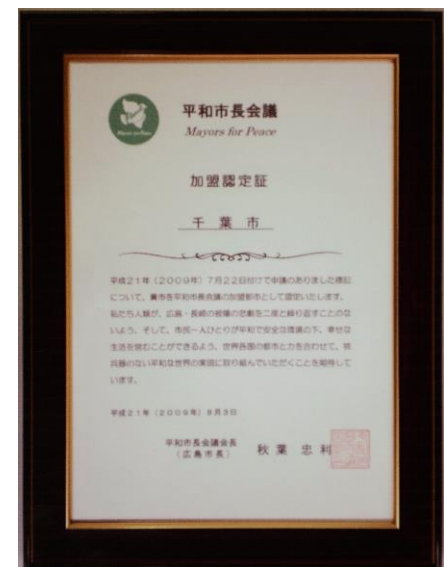 平和市長会議
Mayors for Peace
加盟認定証
千葉市
平成21年（2009年）7月22日付けで申請のありました標記
について、貴市を平和市長会議の加盟都市として認定いたします。
私たち人類が、広島・長崎の被爆の悲劇を二度と繰り返すことのな
いよう、そして、市民一人ひとりが平和で安全な環境の下、幸せな
生活を営むことができるよう、世界各国の都市と力を合わせて、核
兵器のない平和な世界の実現に取り組んでいただくことを期待して
います。
平成21年（2009年）8月3日
平和市長会議会長
（広島市長）
秋葉 忠利